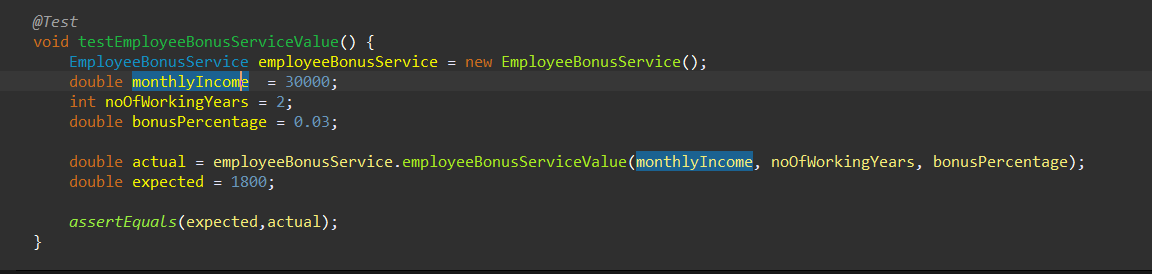 @Test
void testEmployeeBonusServiceValue() {
EmployeeBonusService employeeBonusService = new EmployeeBonusService();
double monthlyIncome  = 30000;
int noOfWorkingYears = 2;
double bonusPercentage = 0.03;
double actual = employeeBonusService.employeeBonusServiceValue(monthlyIncome, noOfWorkingYears, bonusPercentage);
double expected = 1800;
assertEquals(expected,actual);
}